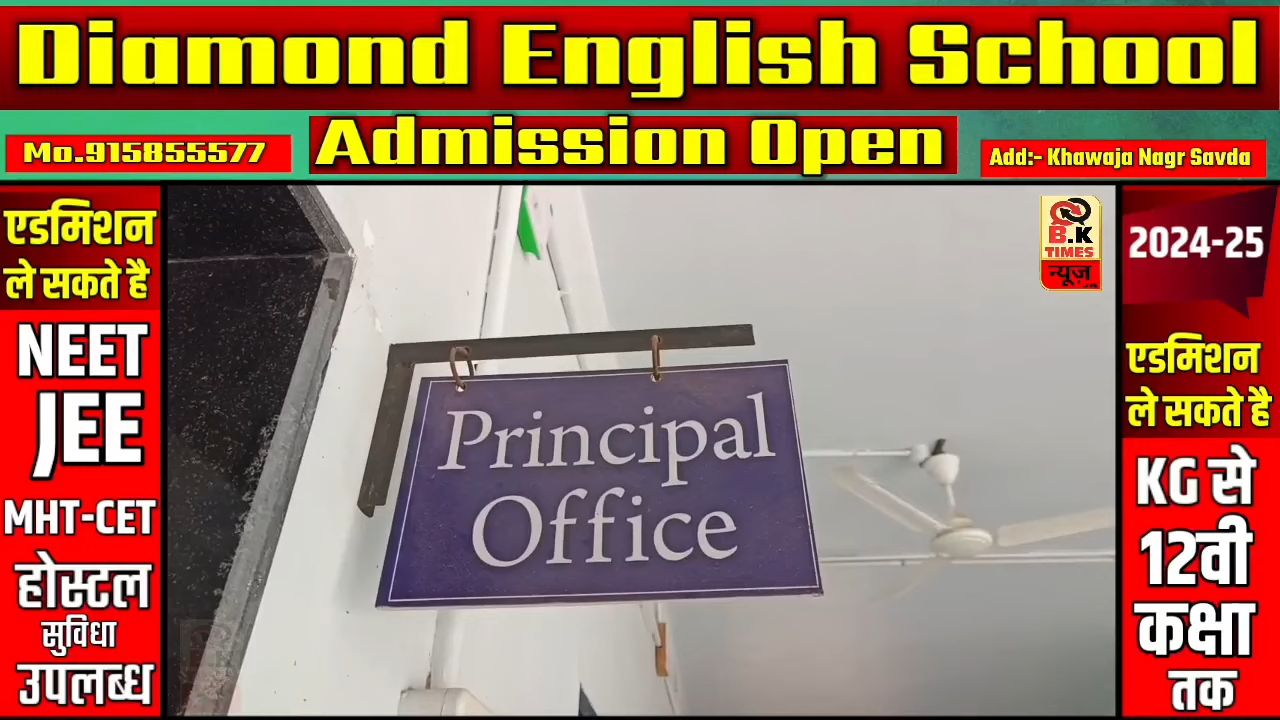 Diamond English School
Admission Open
Mo.915855577
Add:- Khawaja Nagr Savda
एडमिशन
ले सकते है
NEET
JEE
MHT-CET
होस्टल
सुविधा
उपलब्ध
Principal
Office
B.K
TIMES
न्यूज़
2024-25
एडमिशन
ले सकते है
KG से
12वी
कक्षा
तक